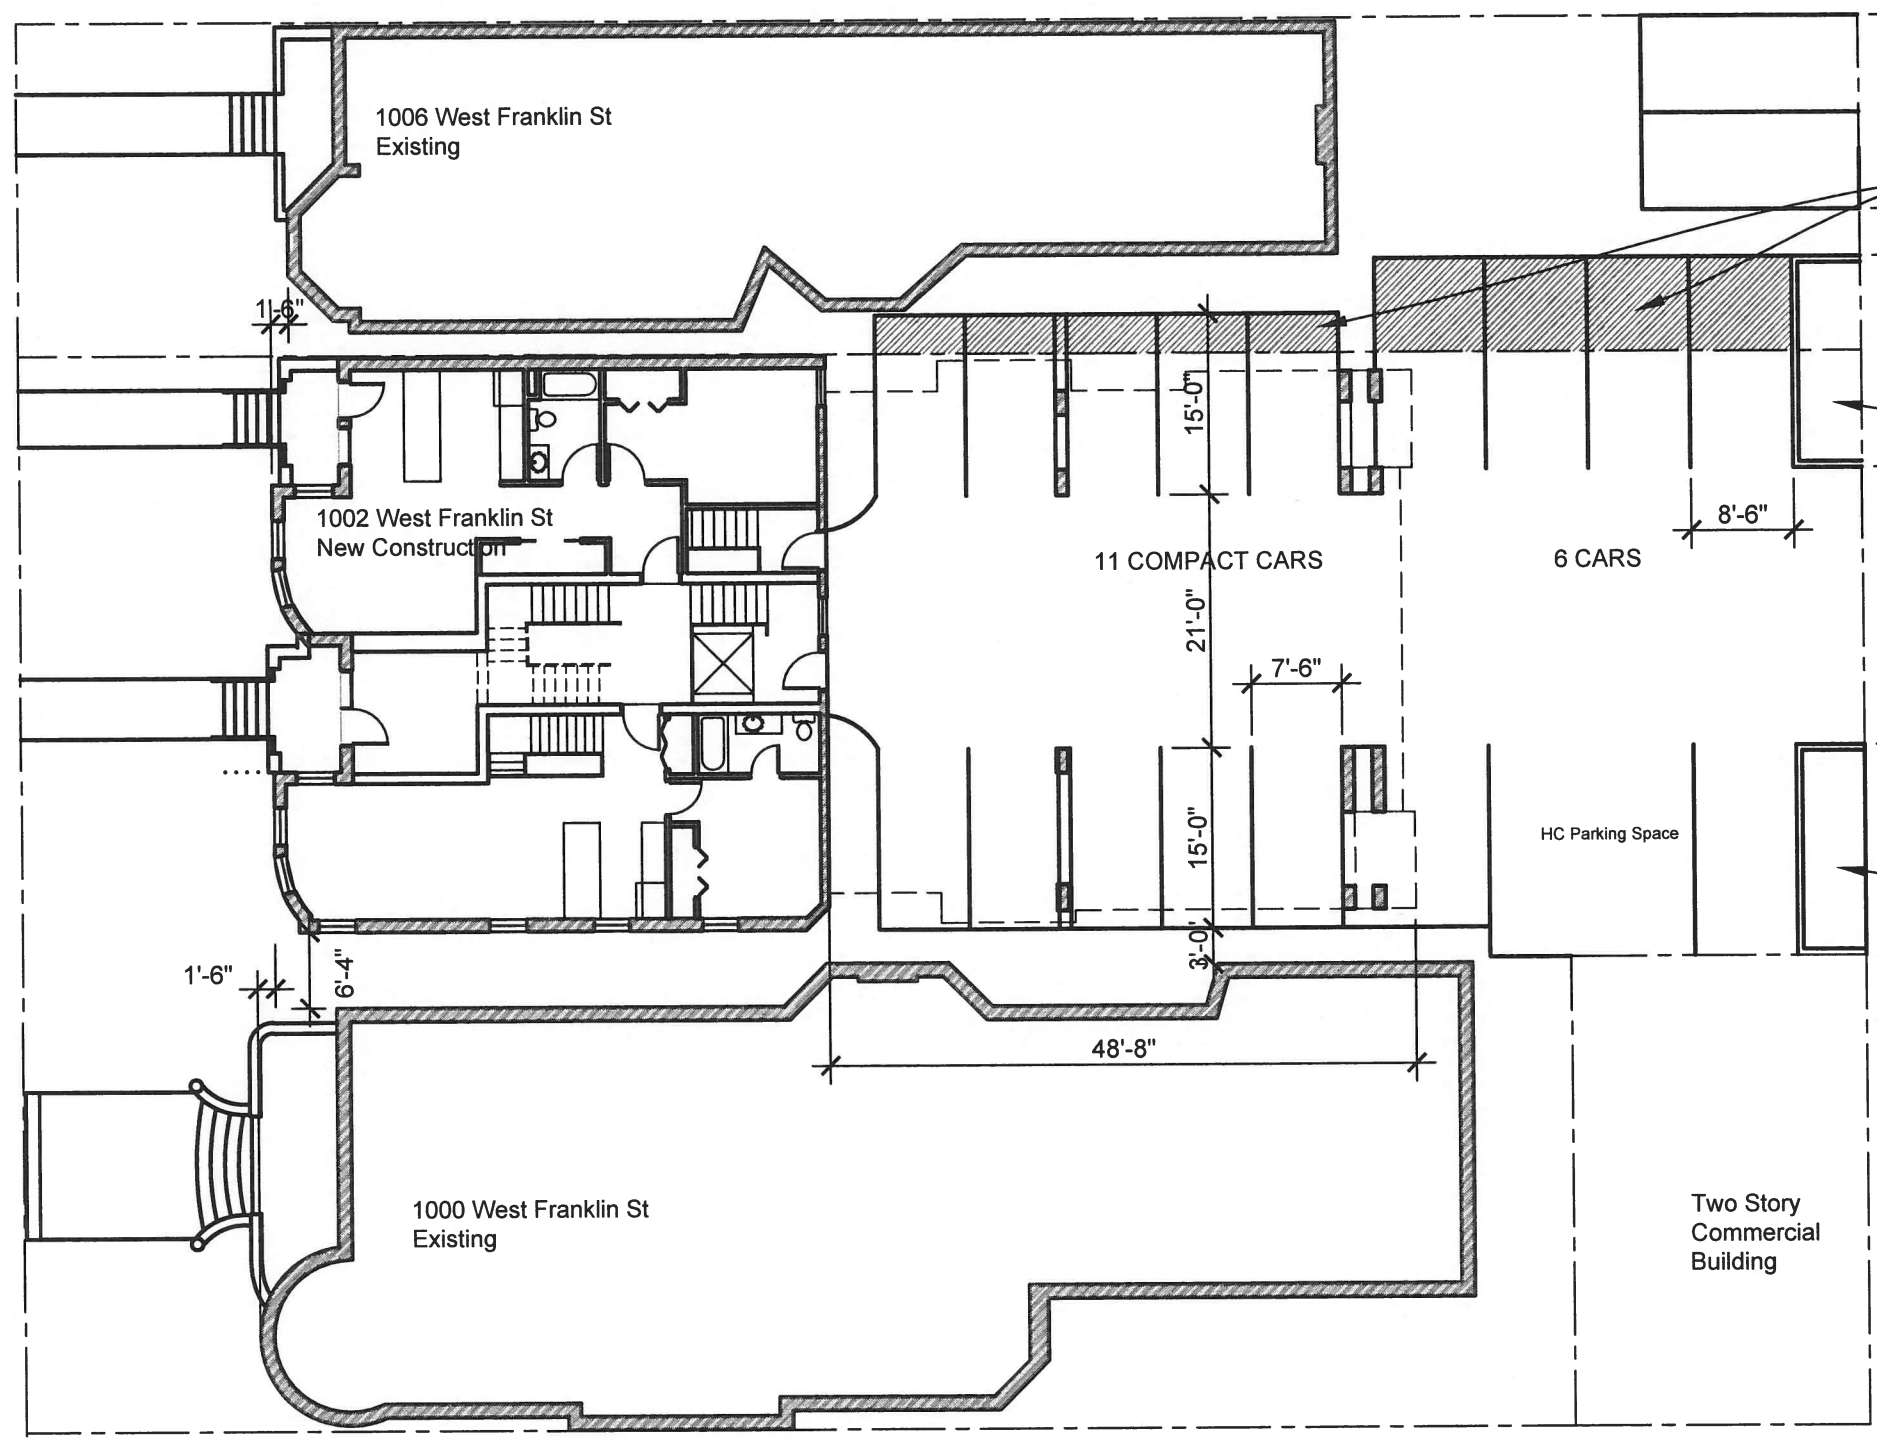 1006 West Franklin St
Existing
1'-6"
15'-0"
1002 West Franklin St
New Construction
8'-6"
11 COMPACT CARS
6 CARS
21'-0"
7'-6"
15'-0"
HC Parking Space
3'-0"
1'-6"
6'-4"
48'-8"
1000 West Franklin St
Existing
Two Story
Commercial
Building